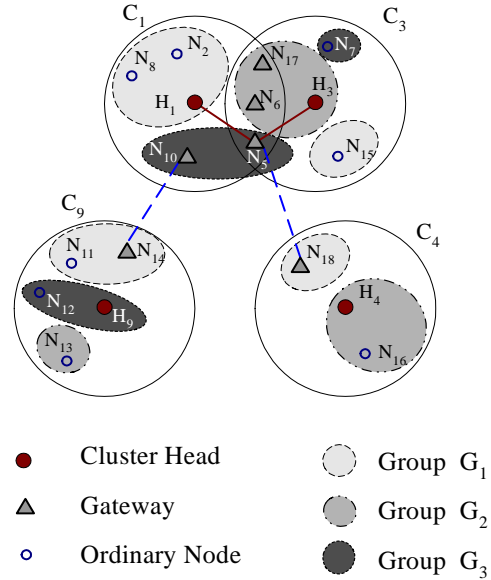 C₁ C₃
N₈ N₂ N₁₇ N₇
H₁ N₆ H₃
N₁₀ N₅ N₁₅
C₉ C₄
N₁₁ N₁₄ N₁₈
N₁₂ H₉ H₄
N₁₃ N₁₆
Cluster Head Group G₁
Gateway Group G₂
Ordinary Node Group G₃